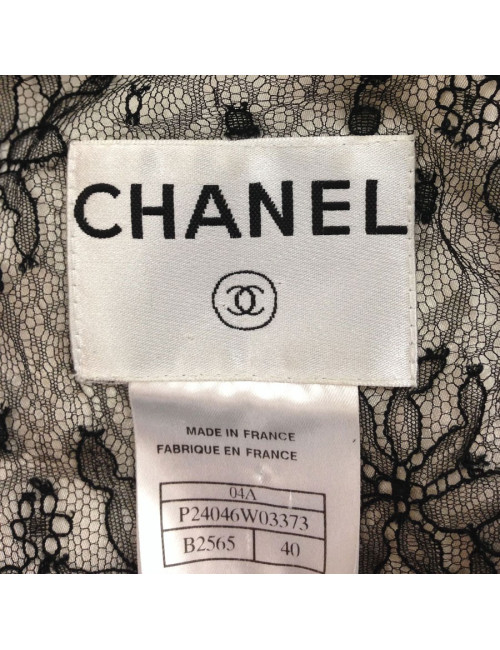 CHANEL
MADE IN FRANCE
FABRIQUE EN FRANCE
04A
P24046W03373
B2565 40